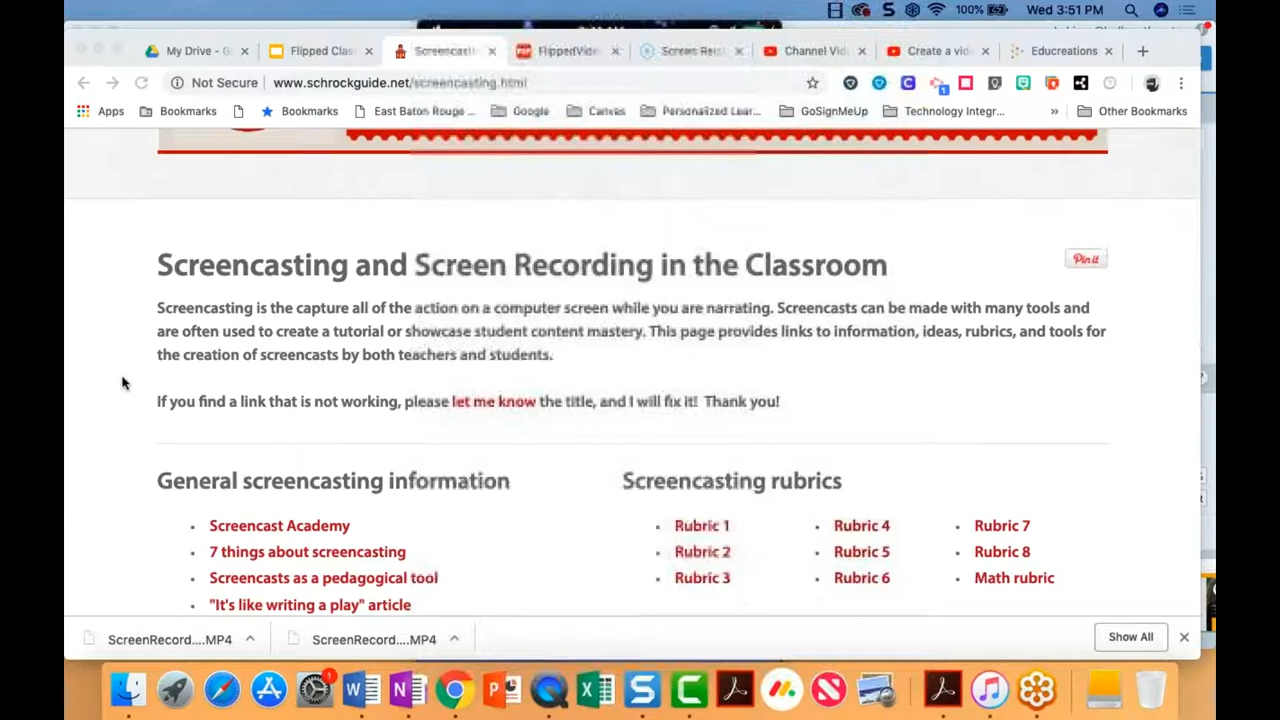 100% Wed 3:51 PM
My Drive - G
Flipped Clas
Screencasti
FlippedVide
Screen Rec
Channel Vid
Create a vid
Educreations
Not Secure www.schrockguide.net/screencasting.html
1
Apps
Bookmarks
Bookmarks
East Baton Rouge ...
Google
Canvas
Personalized Lear...
GoSignMeUp
Technology Integr...
»
Other Bookmarks
Screencasting and Screen Recording in the Classroom
Pin it
Screencasting is the capture all of the action on a computer screen while you are narrating. Screencasts can be made with many tools and
are often used to create a tutorial or showcase student content mastery. This page provides links to information, ideas, rubrics, and tools for
the creation of screencasts by both teachers and students.
If you find a link that is not working, please let me know the title, and I will fix it! Thank you!
General screencasting information
Screencast Academy
7 things about screencasting
Screencasts as a pedagogical tool
"It's like writing a play" article
Screencasting rubrics
Rubric 1
Rubric 2
Rubric 3
Rubric 4
Rubric 5
Rubric 6
Rubric 7
Rubric 8
Math rubric
ScreenRecord....MP4
ScreenRecord....MP4
Show All
1
W
N
P
X
S
C
N